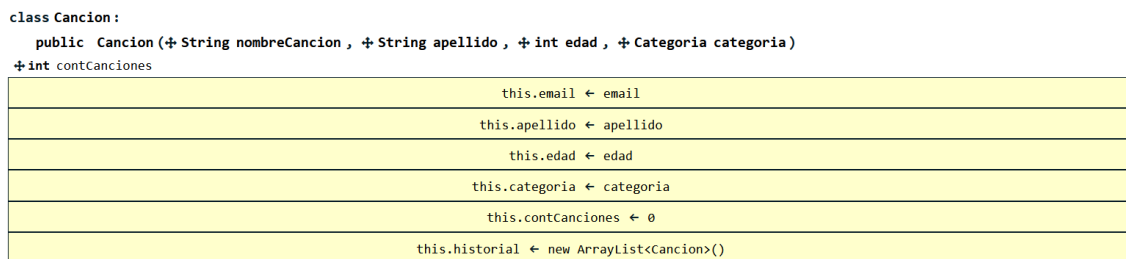 class Cancion :
public Cancion (✢ String nombreCancion , ✢ String apellido , ✢ int edad , ✢ Categoria categoria )
✢ int contCanciones
this.email ← email
this.apellido ← apellido
this.edad ← edad
this.categoria ← categoria
this.contCanciones ← 0
this.historial ← new ArrayList<Cancion>()